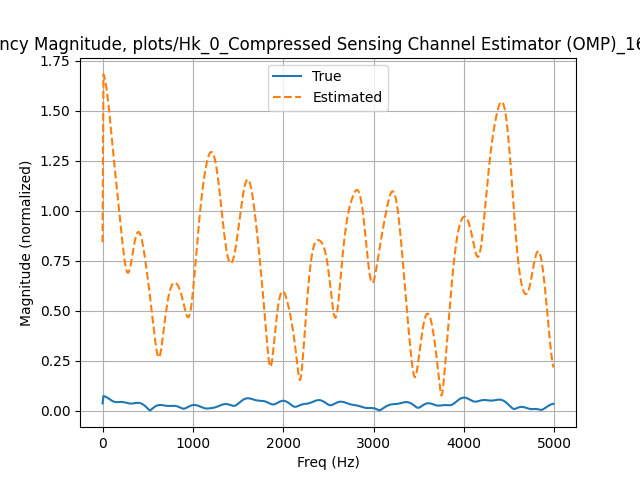 ncy Magnitude, plots/Hk_0_Compressed Sensing Channel Estimator (OMP)_16
True
Estimated
Magnitude (normalized)
1.75
1.50
1.25
1.00
0.75
0.50
0.25
0.00
0 1000 2000 3000 4000 5000
Freq (Hz)